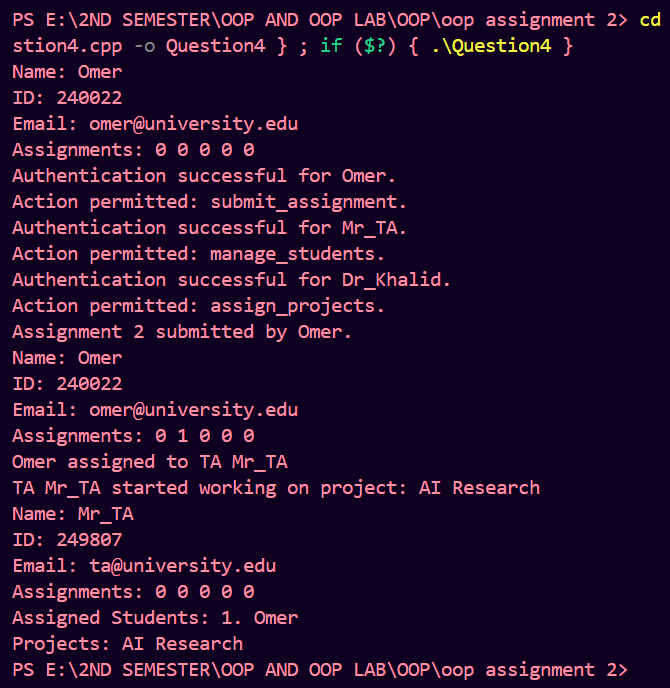 PS E:\2ND SEMESTER\OOP AND OOP LAB\OOP\oop assignment 2> cd
stion4.cpp -o Question4 } ; if ($?) { .\Question4 }
Name: Omer
ID: 240022
Email: omer@university.edu
Assignments: 0 0 0 0 0
Authentication successful for Omer.
Action permitted: submit_assignment.
Authentication successful for Mr_TA.
Action permitted: manage_students.
Authentication successful for Dr_Khalid.
Action permitted: assign_projects.
Assignment 2 submitted by Omer.
Name: Omer
ID: 240022
Email: omer@university.edu
Assignments: 0 1 0 0 0
Omer assigned to TA Mr_TA
TA Mr_TA started working on project: AI Research
Name: Mr_TA
ID: 249807
Email: ta@university.edu
Assignments: 0 0 0 0 0
Assigned Students: 1. Omer
Projects: AI Research
PS E:\2ND SEMESTER\OOP AND OOP LAB\OOP\oop assignment 2>